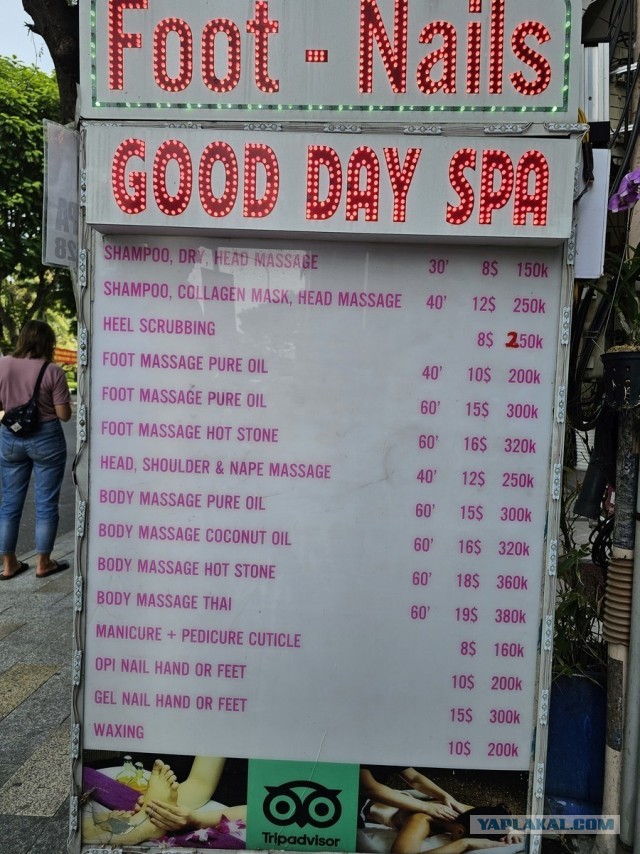 Foot - Nails
GOOD DAY SPA
SHAMPOO, DRY, HEAD MASSAGE 30' 8$ 150k
SHAMPOO, COLLAGEN MASK, HEAD MASSAGE 40' 12$ 250k
HEEL SCRUBBING 8$ 250k
FOOT MASSAGE PURE OIL 40' 10$ 200k
FOOT MASSAGE PURE OIL 60' 15$ 300k
FOOT MASSAGE HOT STONE 60' 16$ 320k
HEAD, SHOULDER & NAPE MASSAGE 40' 12$ 250k
BODY MASSAGE PURE OIL 60' 15$ 300k
BODY MASSAGE COCONUT OIL 60' 16$ 320k
BODY MASSAGE HOT STONE 60' 18$ 360k
BODY MASSAGE THAI 60' 19$ 380k
MANICURE + PEDICURE CUTICLE 8$ 160k
OPI NAIL HAND OR FEET 10$ 200k
GEL NAIL HAND OR FEET 15$ 300k
WAXING 10$ 200k
Tripadvisor
YAPLAKAL.COM